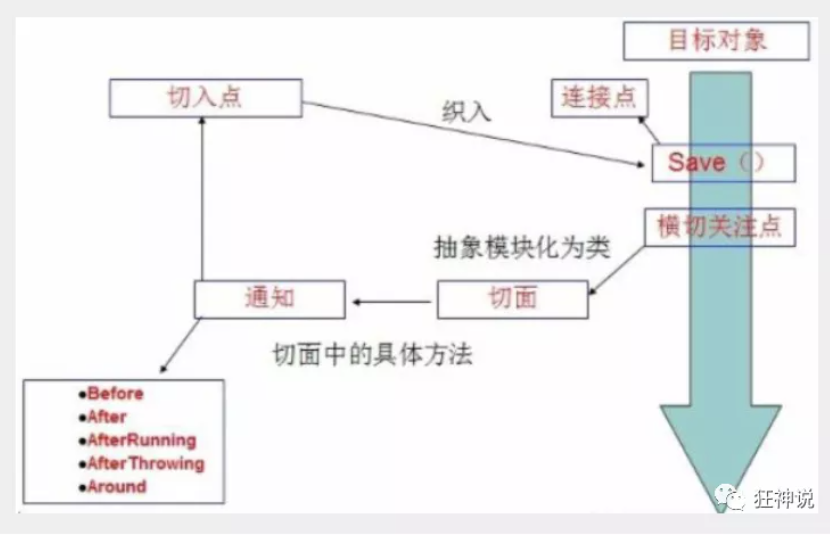 目标对象
切入点
织入
连接点
Save（）
横切关注点
抽象模块化为类
通知
切面
切面中的具体方法
●Before
●After
●AfterRunning
●AfterThrowing
●Around
狂神说